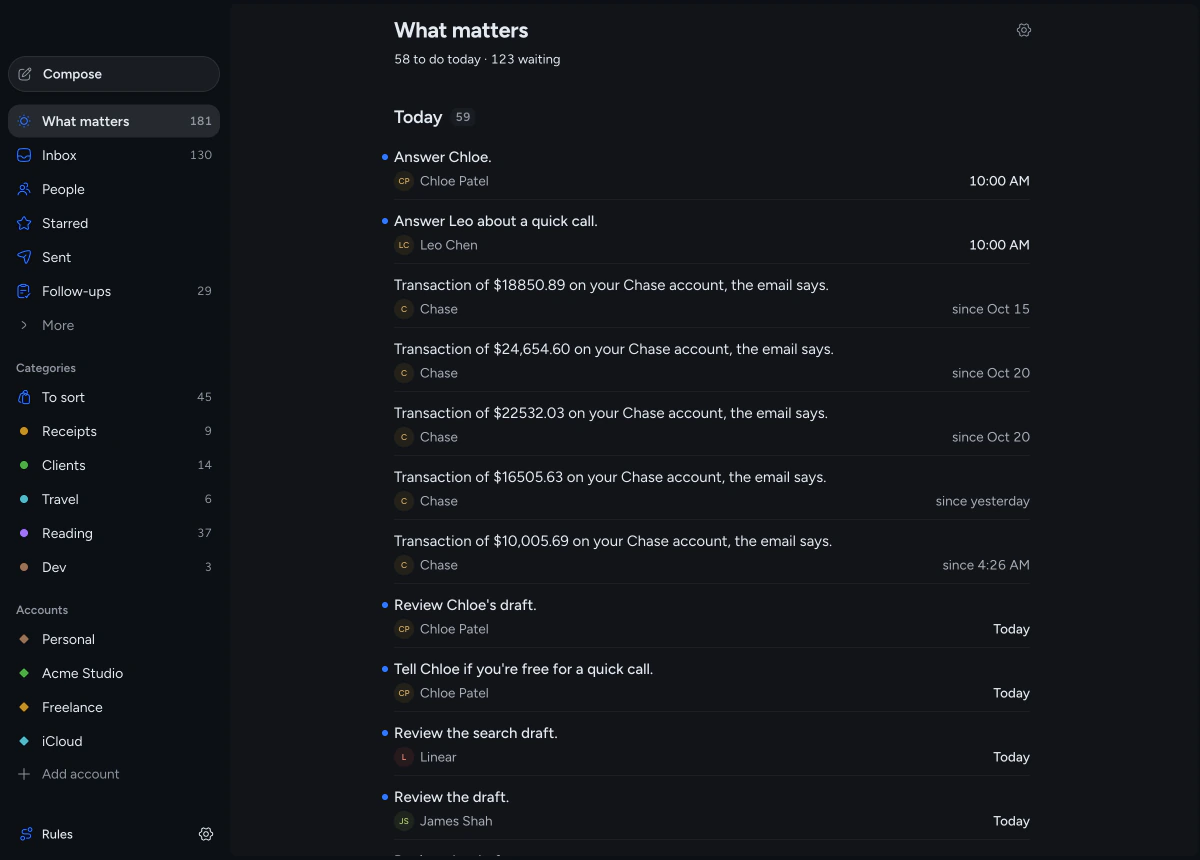 Compose
What matters 181
Inbox 130
People
Starred
Sent
Follow-ups 29
More
Categories
To sort 45
Receipts 9
Clients 14
Travel 6
Reading 37
Dev 3
Accounts
Personal
Acme Studio
Freelance
iCloud
Add account
Rules
What matters
58 to do today · 123 waiting
Today 59
Answer Chloe.
CP Chloe Patel 10:00 AM
Answer Leo about a quick call.
LC Leo Chen 10:00 AM
Transaction of $18850.89 on your Chase account, the email says.
C Chase since Oct 15
Transaction of $24,654.60 on your Chase account, the email says.
C Chase since Oct 20
Transaction of $22532.03 on your Chase account, the email says.
C Chase since Oct 20
Transaction of $16505.63 on your Chase account, the email says.
C Chase since yesterday
Transaction of $10,005.69 on your Chase account, the email says.
C Chase since 4:26 AM
Review Chloe's draft.
CP Chloe Patel Today
Tell Chloe if you're free for a quick call.
CP Chloe Patel Today
Review the search draft.
L Linear Today
Review the draft.
JS James Shah Today